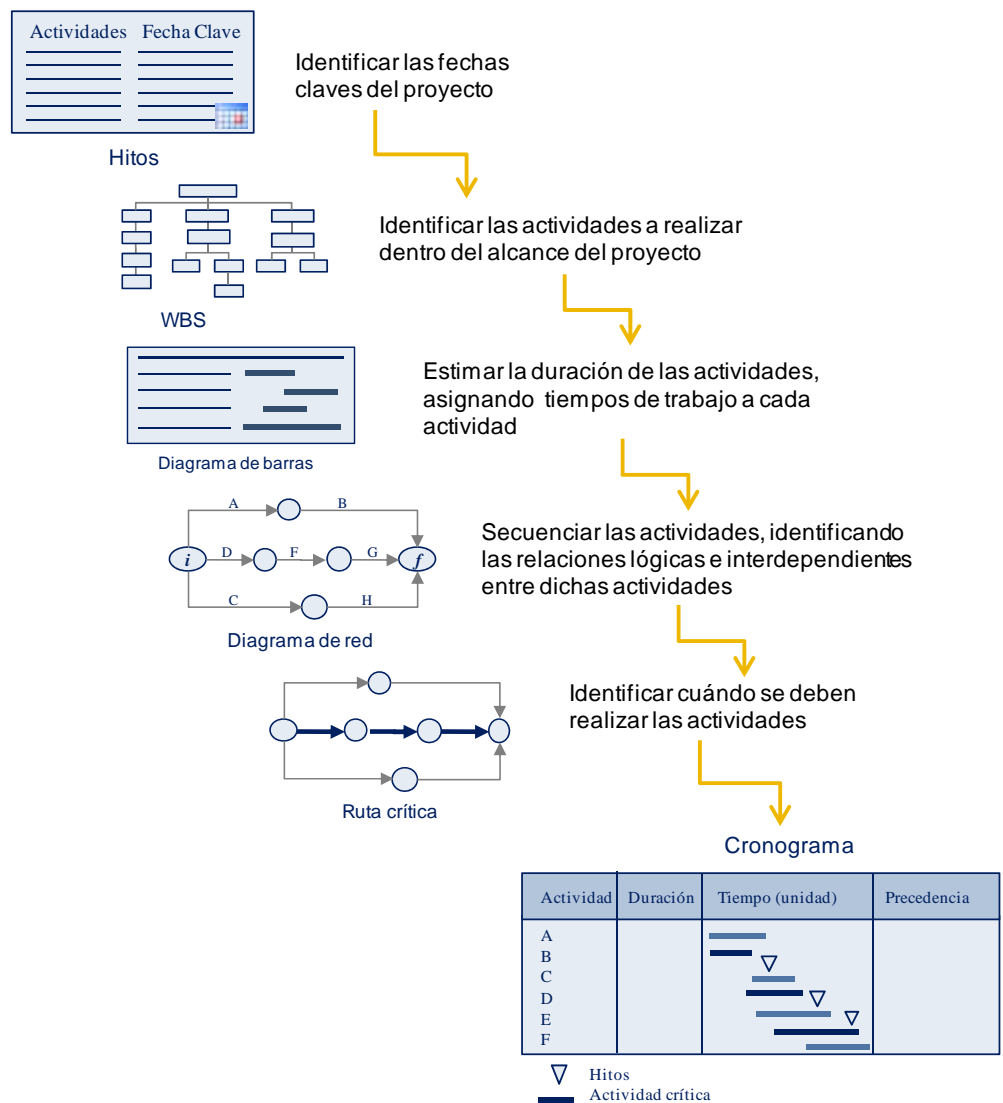 Actividades Fecha Clave
Identificar las fechas
claves del proyecto
Hitos
Identificar las actividades a realizar
dentro del alcance del proyecto
WBS
Estimar la duración de las actividades,
asignando tiempos de trabajo a cada
actividad
Diagrama de barras
A B
i D F G f
C H
Secuenciar las actividades, identificando
las relaciones lógicas e interdependientes
entre dichas actividades
Diagrama de red
Identificar cuándo se deben
realizar las actividades
Ruta crítica
Cronograma
Actividad Duración Tiempo (unidad) Precedencia
A
B
C
D
E
F
Hitos
Actividad crítica